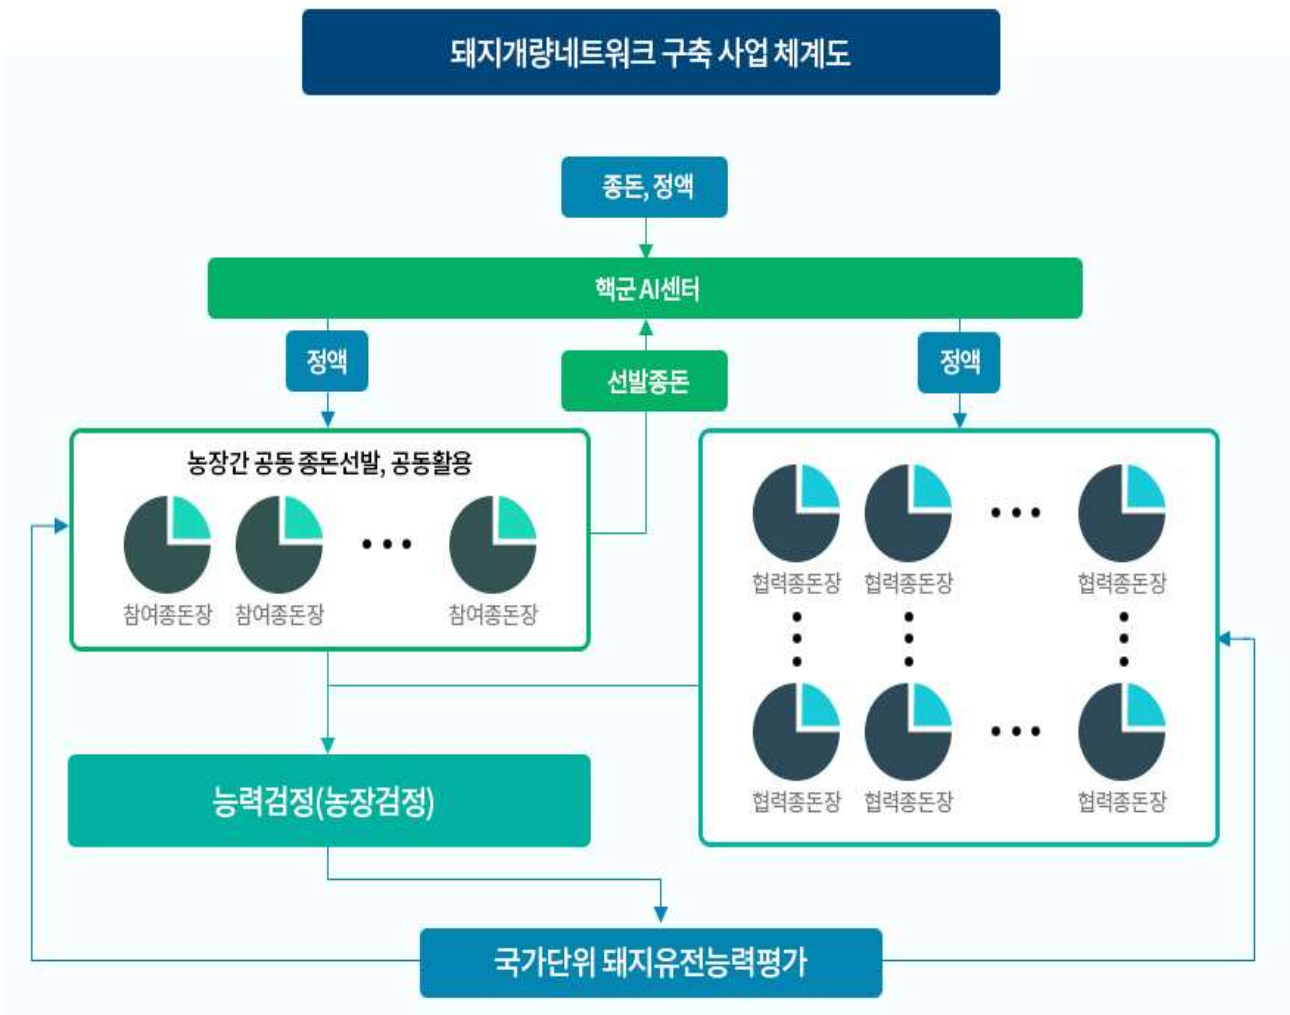 돼지개량네트워크 구축 사업 체계도
종돈, 정액
핵군 AI센터
정액
선발종돈
정액
농장간 공동 종돈선발, 공동활용
참여종돈장 참여종돈장 참여종돈장
협력종돈장 협력종돈장 협력종돈장
협력종돈장 협력종돈장 협력종돈장
능력검정(농장검정)
국가단위 돼지유전능력평가